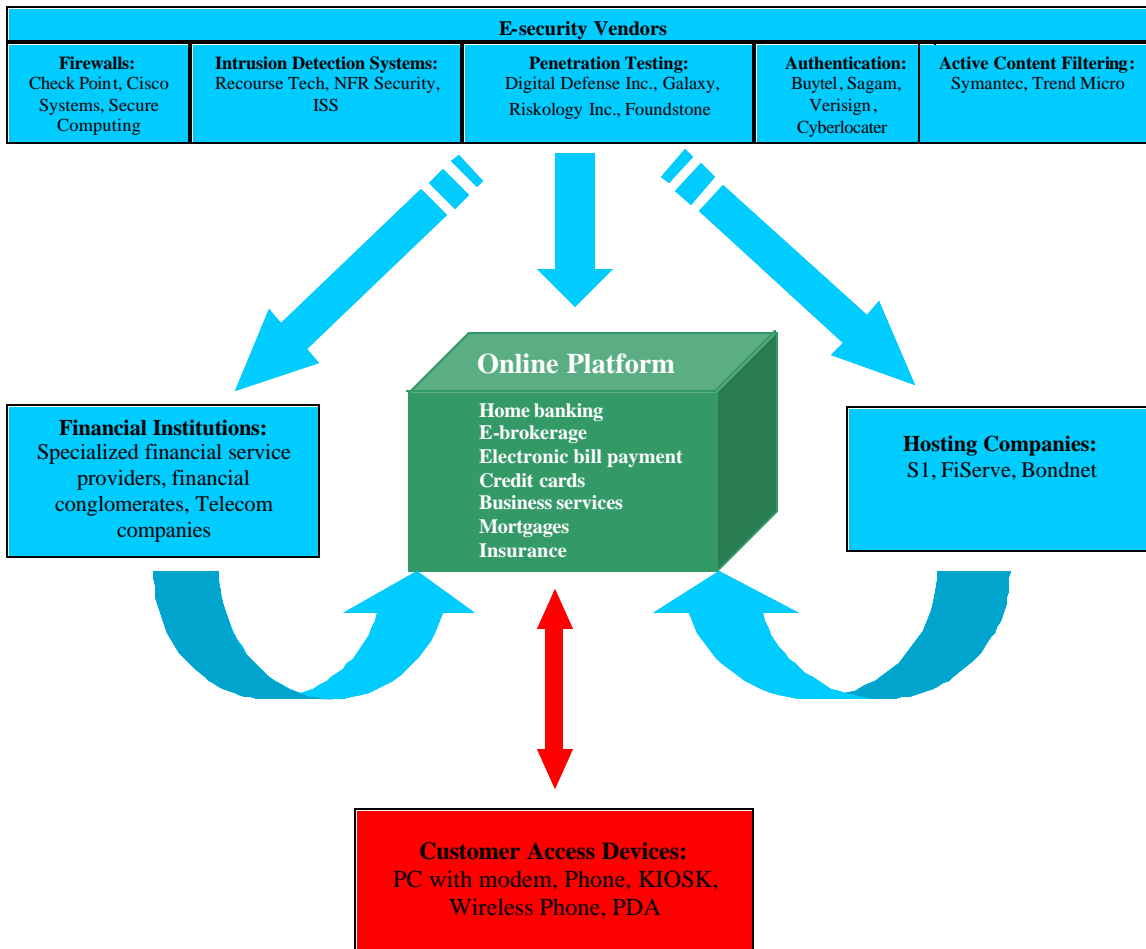 E-security Vendors
Firewalls:
Check Point, Cisco
Systems, Secure
Computing
Intrusion Detection Systems:
Recourse Tech, NFR Security,
ISS
Penetration Testing:
Digital Defense Inc., Galaxy,
Riskology Inc., Foundstone
Authentication:
Buytel, Sagam,
Verisign,
Cyberlocater
Active Content Filtering:
Symantec, Trend Micro
Online Platform
Home banking
E-brokerage
Electronic bill payment
Credit cards
Business services
Mortgages
Insurance
Financial Institutions:
Specialized financial service
providers, financial
conglomerates, Telecom
companies
Hosting Companies:
S1, FiServe, Bondnet
Customer Access Devices:
PC with modem, Phone, KIOSK,
Wireless Phone, PDA